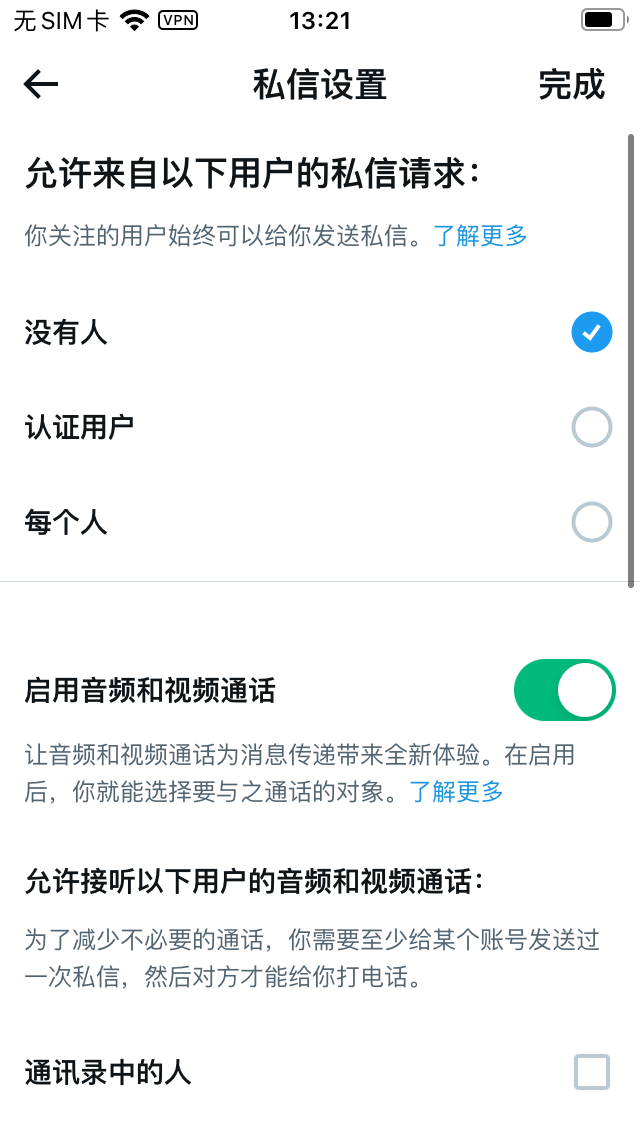 无SIM卡 VPN 13:21
私信设置 完成
允许来自以下用户的私信请求：
你关注的用户始终可以给你发送私信。了解更多
没有人
认证用户
每个人
启用音频和视频通话
让音频和视频通话为消息传递带来全新体验。在启用
后，你就能选择要与之通话的对象。了解更多
允许接听以下用户的音频和视频通话：
为了减少不必要的通话，你需要至少给某个账号发送过
一次私信，然后对方才能给你打电话。
通讯录中的人